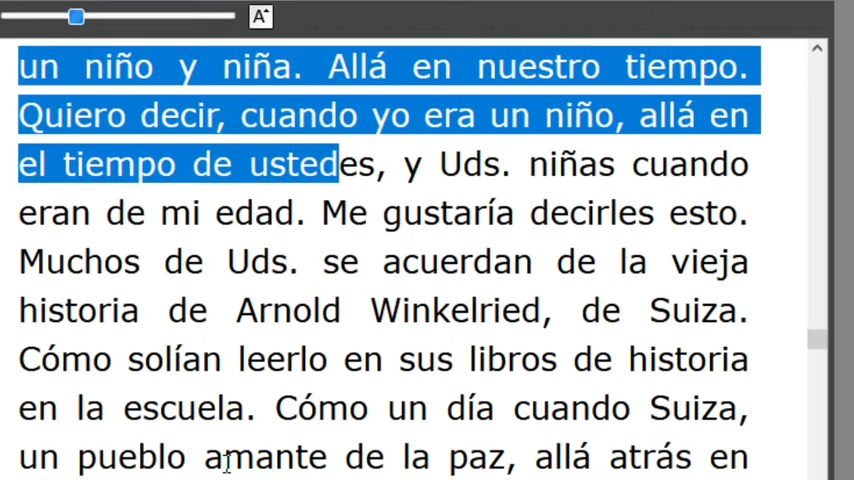 A
un niño y niña. Allá en nuestro tiempo.
Quiero decir, cuando yo era un niño, allá en
el tiempo de ustedes, y Uds. niñas cuando
eran de mi edad. Me gustaría decirles esto.
Muchos de Uds. se acuerdan de la vieja
historia de Arnold Winkelried, de Suiza.
Cómo solían leerlo en sus libros de historia
en la escuela. Cómo un día cuando Suiza,
un pueblo amante de la paz, allá atrás en